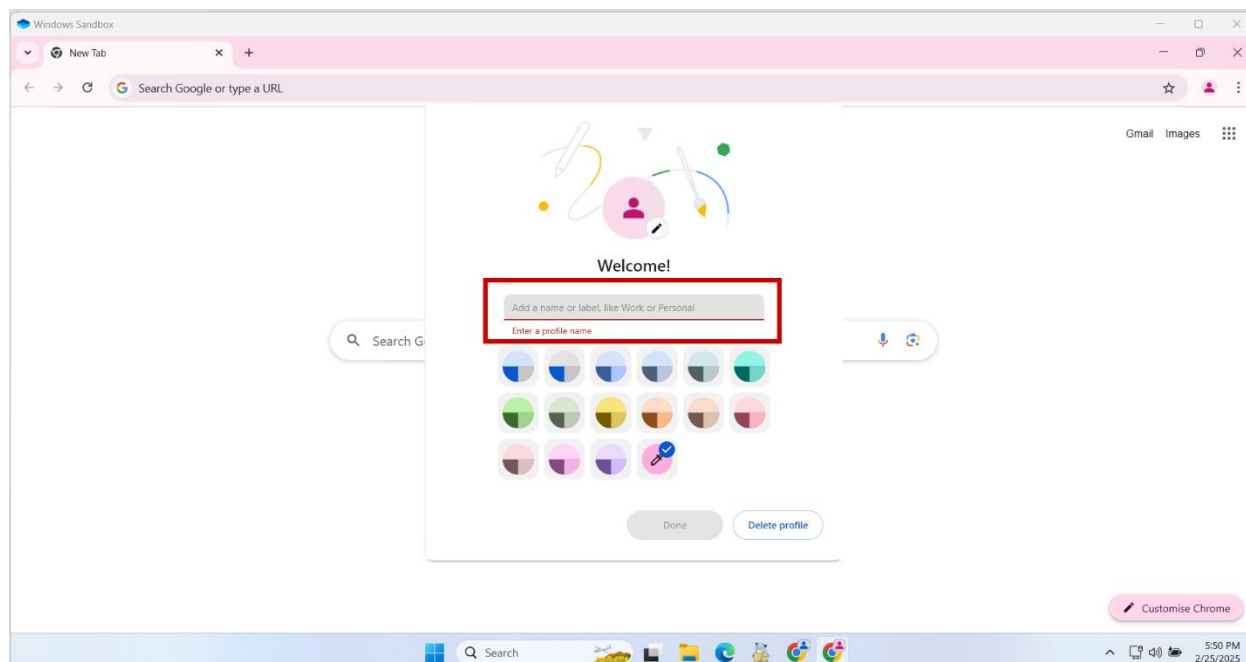 Windows Sandbox
New Tab
Search Google or type a URL
Gmail Images
Welcome!
Add a name or label, like Work or Personal
Enter a profile name
Search G
Done Delete profile
Customise Chrome
Search
5:50 PM
2/25/2025